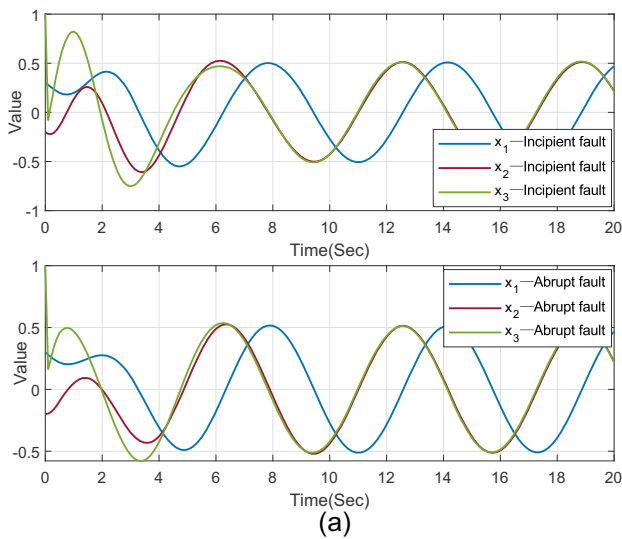 1
0.5
0
-0.5
-1
Value
x1—Incipient fault
x2—Incipient fault
x3—Incipient fault
0 2 4 6 8 10 12 14 16 18 20
Time(Sec)
1
0.5
0
-0.5
Value
x1—Abrupt fault
x2—Abrupt fault
x3—Abrupt fault
0 2 4 6 8 10 12 14 16 18 20
Time(Sec)
(a)